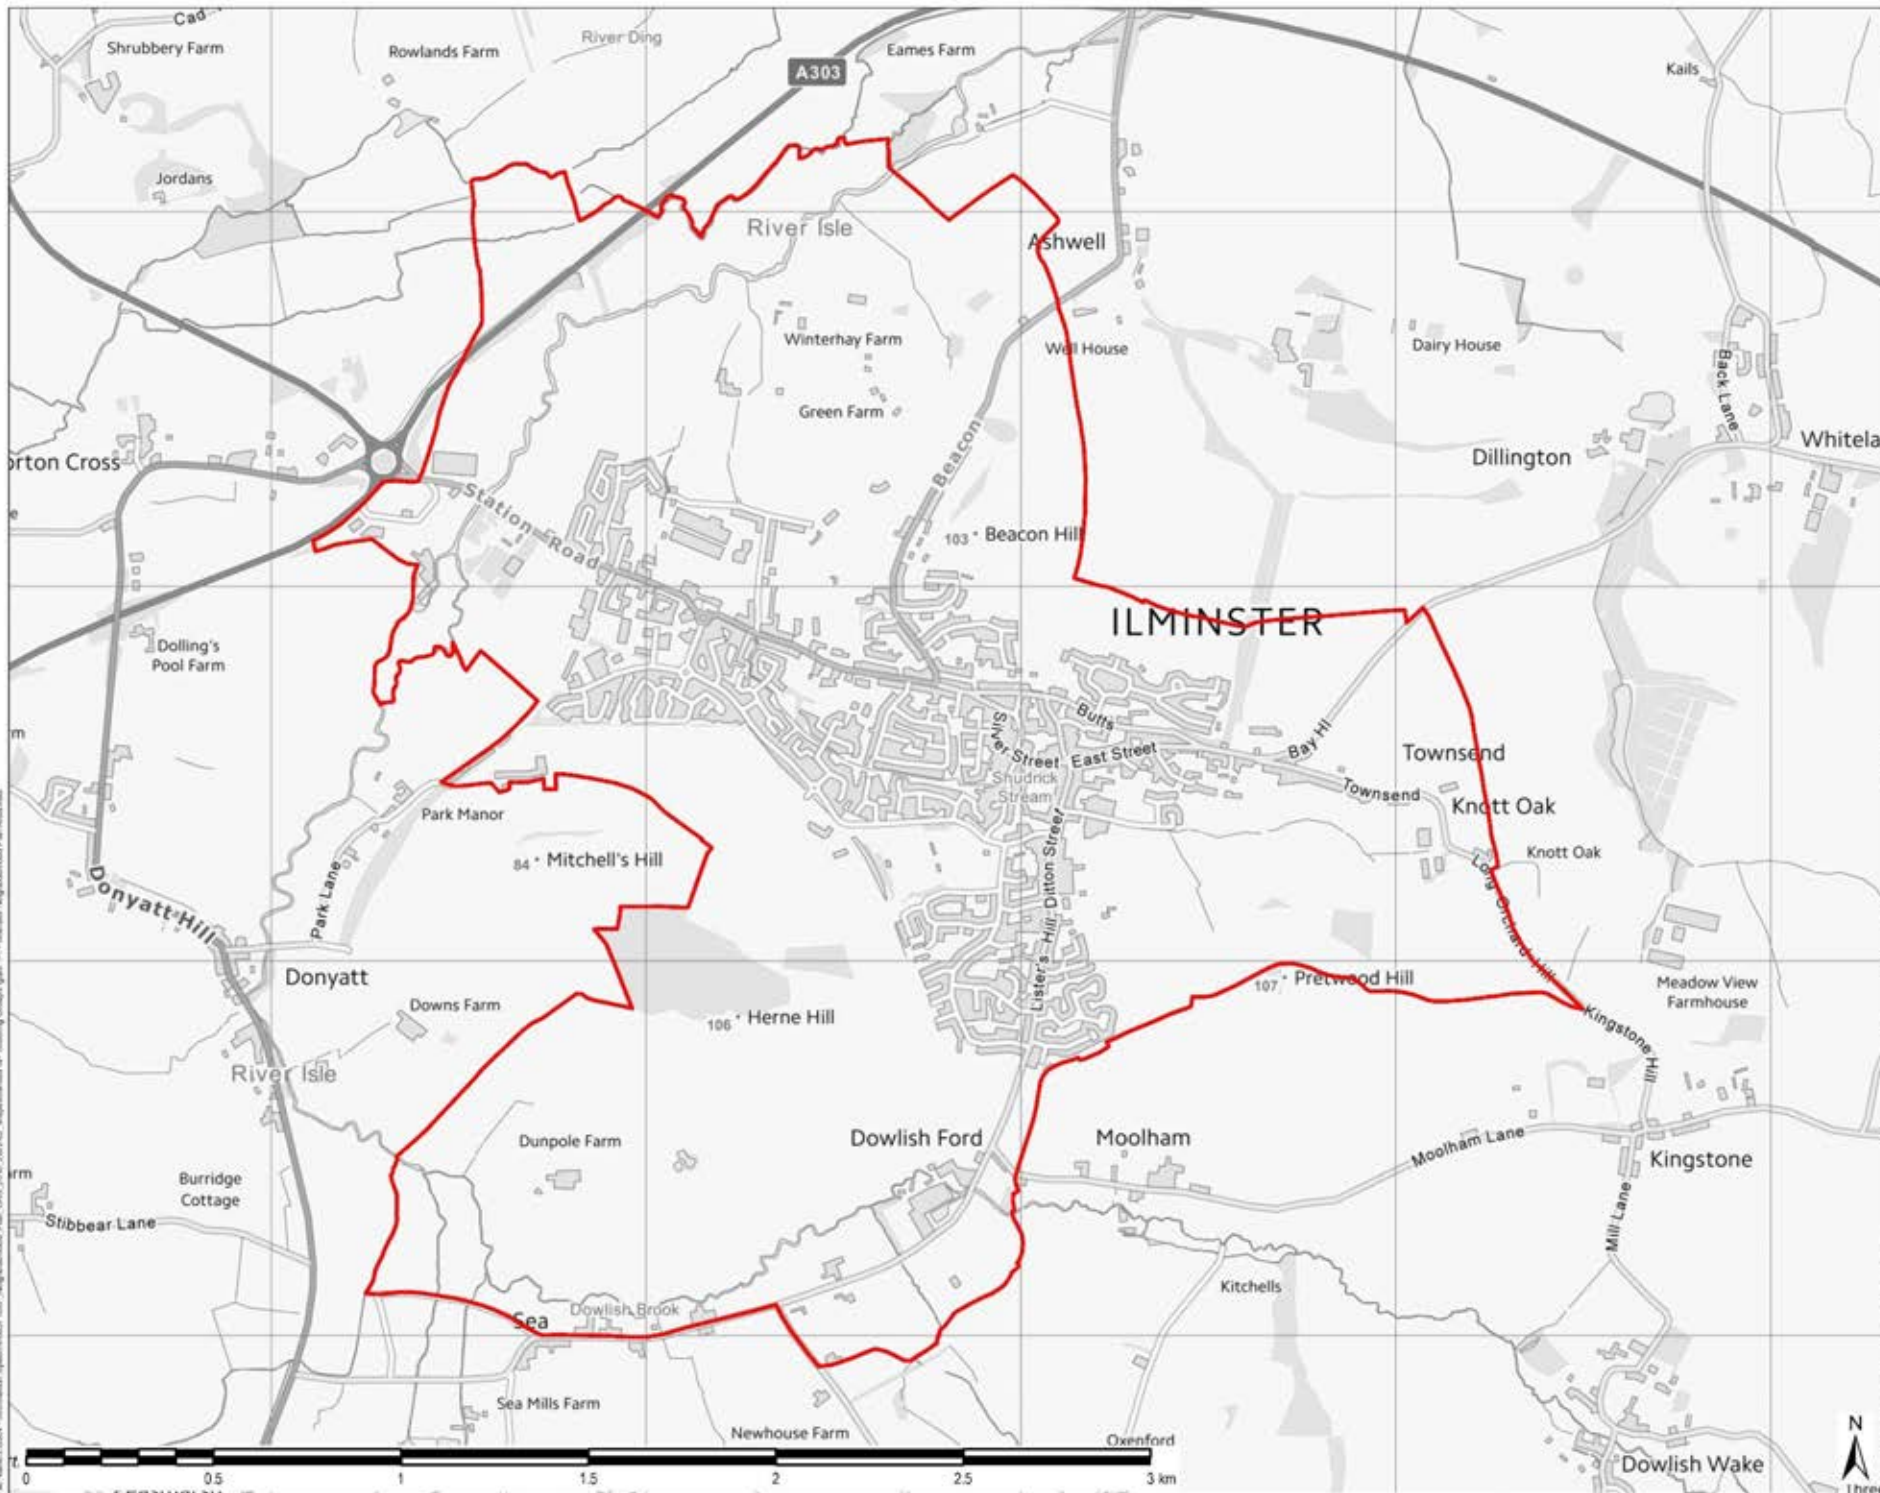 Cad
Shrubbery Farm
Rowlands Farm
River Ding
Eames Farm
A303
Kails
Jordans
River Isle
Ashwell
Winterhay Farm
Well House
Dairy House
Back Lane
Green Farm
Beacon
orton Cross
Dillington
Whitela
Station Road
103
Beacon Hill
ILMINSTER
Dolling's
Pool Farm
Butts
Silver Street
East Street
Bay Hl
Townsend
Shudrick
Stream
Townsend
Knott Oak
Park Manor
Knott Oak
84
Mitchell's Hill
Ditton Street
Long Orchard Hill
Donyatt Hill
Park Lane
Lister's Hill
Donyatt
107
Pretwood Hill
Meadow View
Farmhouse
Downs Farm
106
Herne Hill
Kingstone Hill
River Isle
Dunpole Farm
Dowlish Ford
Moolham
Moolham Lane
Kingstone
Burridge
Cottage
Stibbear Lane
Mill Lane
Kitchells
Dowlish Brook
Sea
Sea Mills Farm
Newhouse Farm
Oxenford
N
Dowlish Wake
0
0.5
1
1.5
2
2.5
3 km